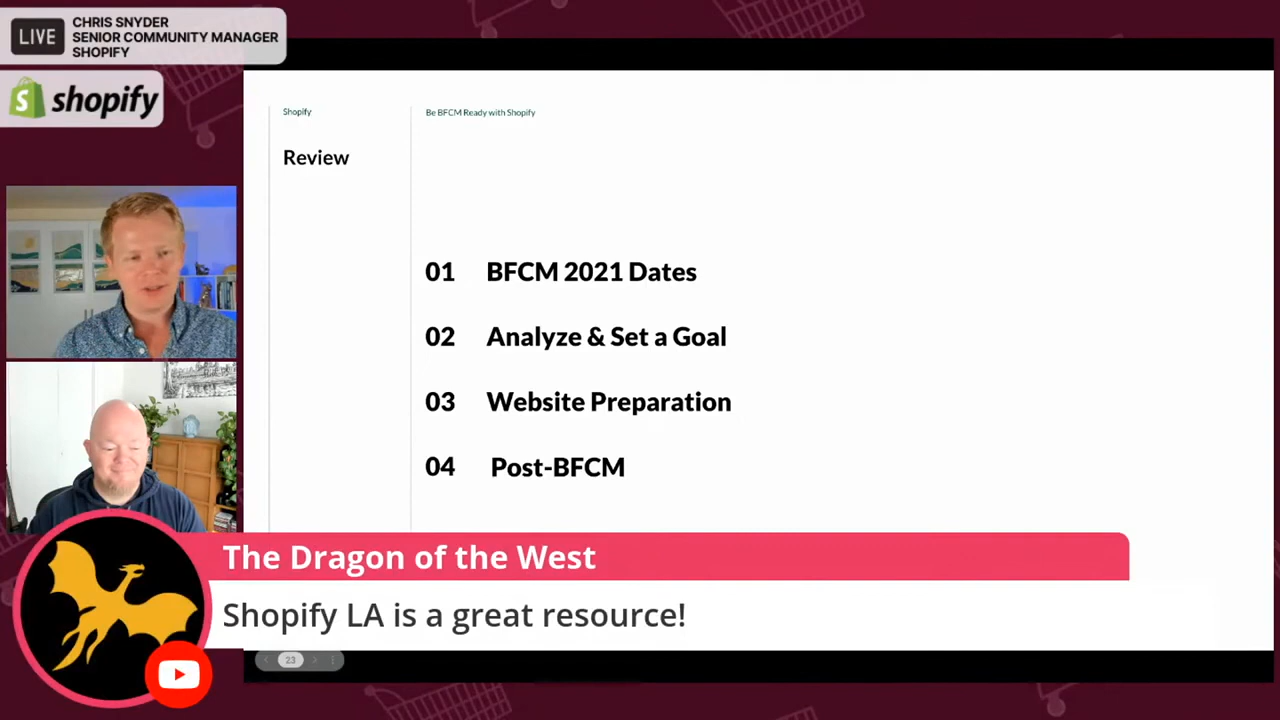 LIVE
CHRIS SNYDER
SENIOR COMMUNITY MANAGER
SHOPIFY
shopify
Shopify
Be BFCM Ready with Shopify
Review
01 BFCM 2021 Dates
02 Analyze & Set a Goal
03 Website Preparation
04 Post-BFCM
The Dragon of the West
Shopify LA is a great resource!
23